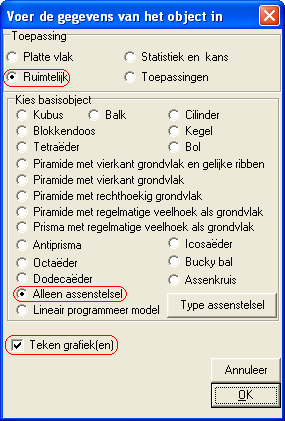 Voer de gegevens van het object in
Toepassing
Platte vlak
Statistiek en kans
Ruimtelijk
Toepassingen
Kies basisobject
Kubus
Balk
Cilinder
Blokkendoos
Kegel
Tetraëder
Bol
Piramide met vierkant grondvlak en gelijke ribben
Piramide met vierkant grondvlak
Piramide met rechthoekig grondvlak
Piramide met regelmatige veelhoek als grondvlak
Prisma met regelmatige veelhoek als grondvlak
Antiprisma
Icosaëder
Octaëder
Bucky bal
Dodecaëder
Assenkruis
Alleen assenstelsel
Type assenstelsel
Lineair programmeer model
Teken grafiek(en)
Annuleer
OK